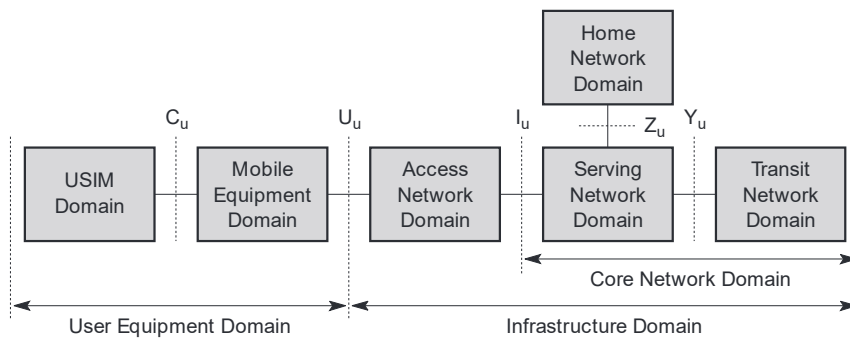 Home
Network
Domain
Cu
Uu
Iu
Zu
Yu
USIM
Domain
Mobile
Equipment
Domain
Access
Network
Domain
Serving
Network
Domain
Transit
Network
Domain
Core Network Domain
User Equipment Domain
Infrastructure Domain